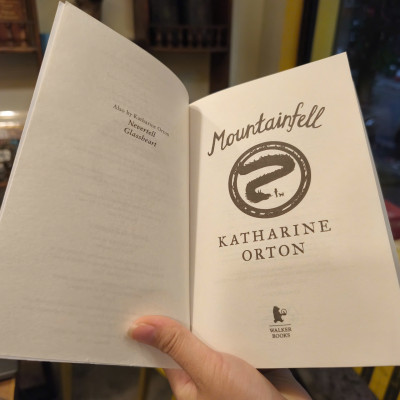 Also by Katharine Orton
Nevertell
Glassheart
Mountainfell
KATHARINE
ORTON
WALKER
BOOKS